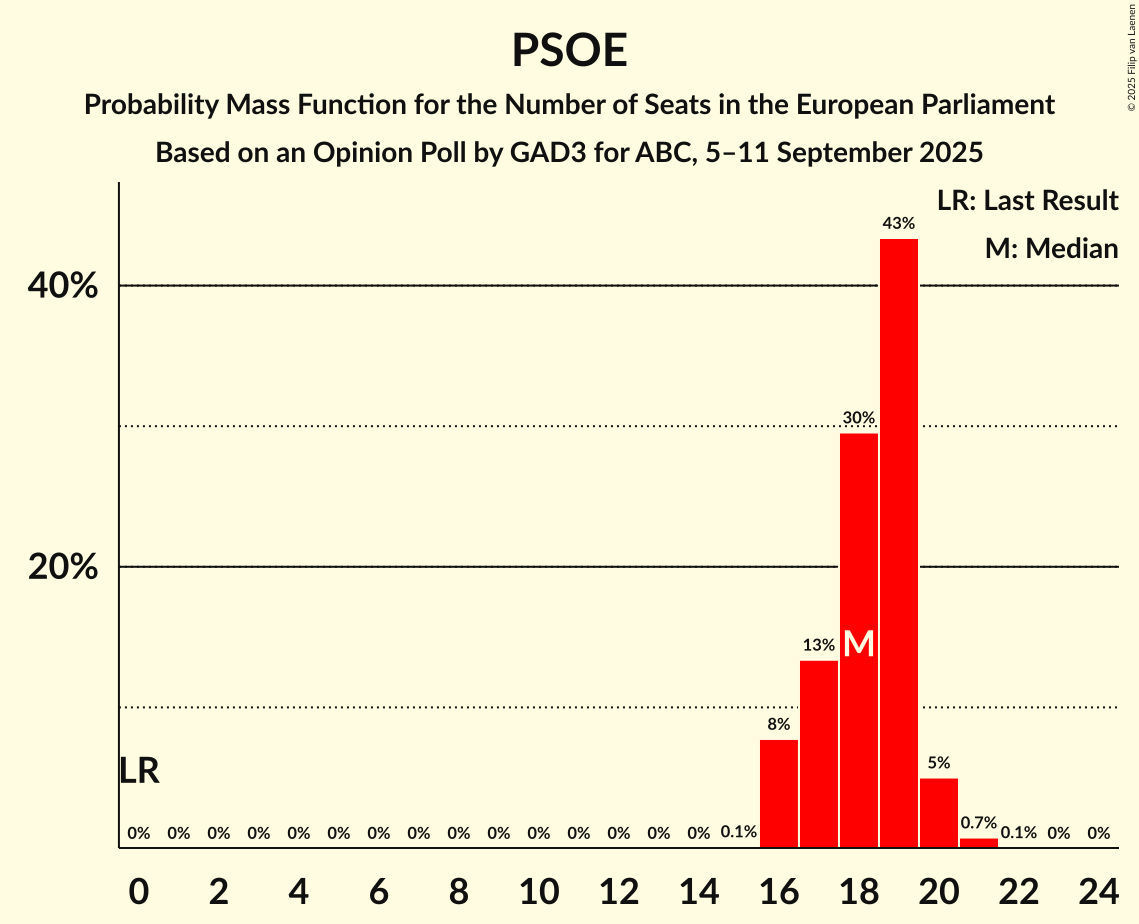 PSOE
Probability Mass Function for the Number of Seats in the European Parliament
Based on an Opinion Poll by GAD3 for ABC, 5–11 September 2025
© 2025 Filip van Laenen
LR: Last Result
M: Median
43%
40%
30%
20%
13%
M
8%
5%
LR
0% 0% 0% 0% 0% 0% 0% 0% 0% 0% 0% 0% 0% 0% 0% 0.1% 0.7% 0.1% 0% 0%
0 2 4 6 8 10 12 14 16 18 20 22 24